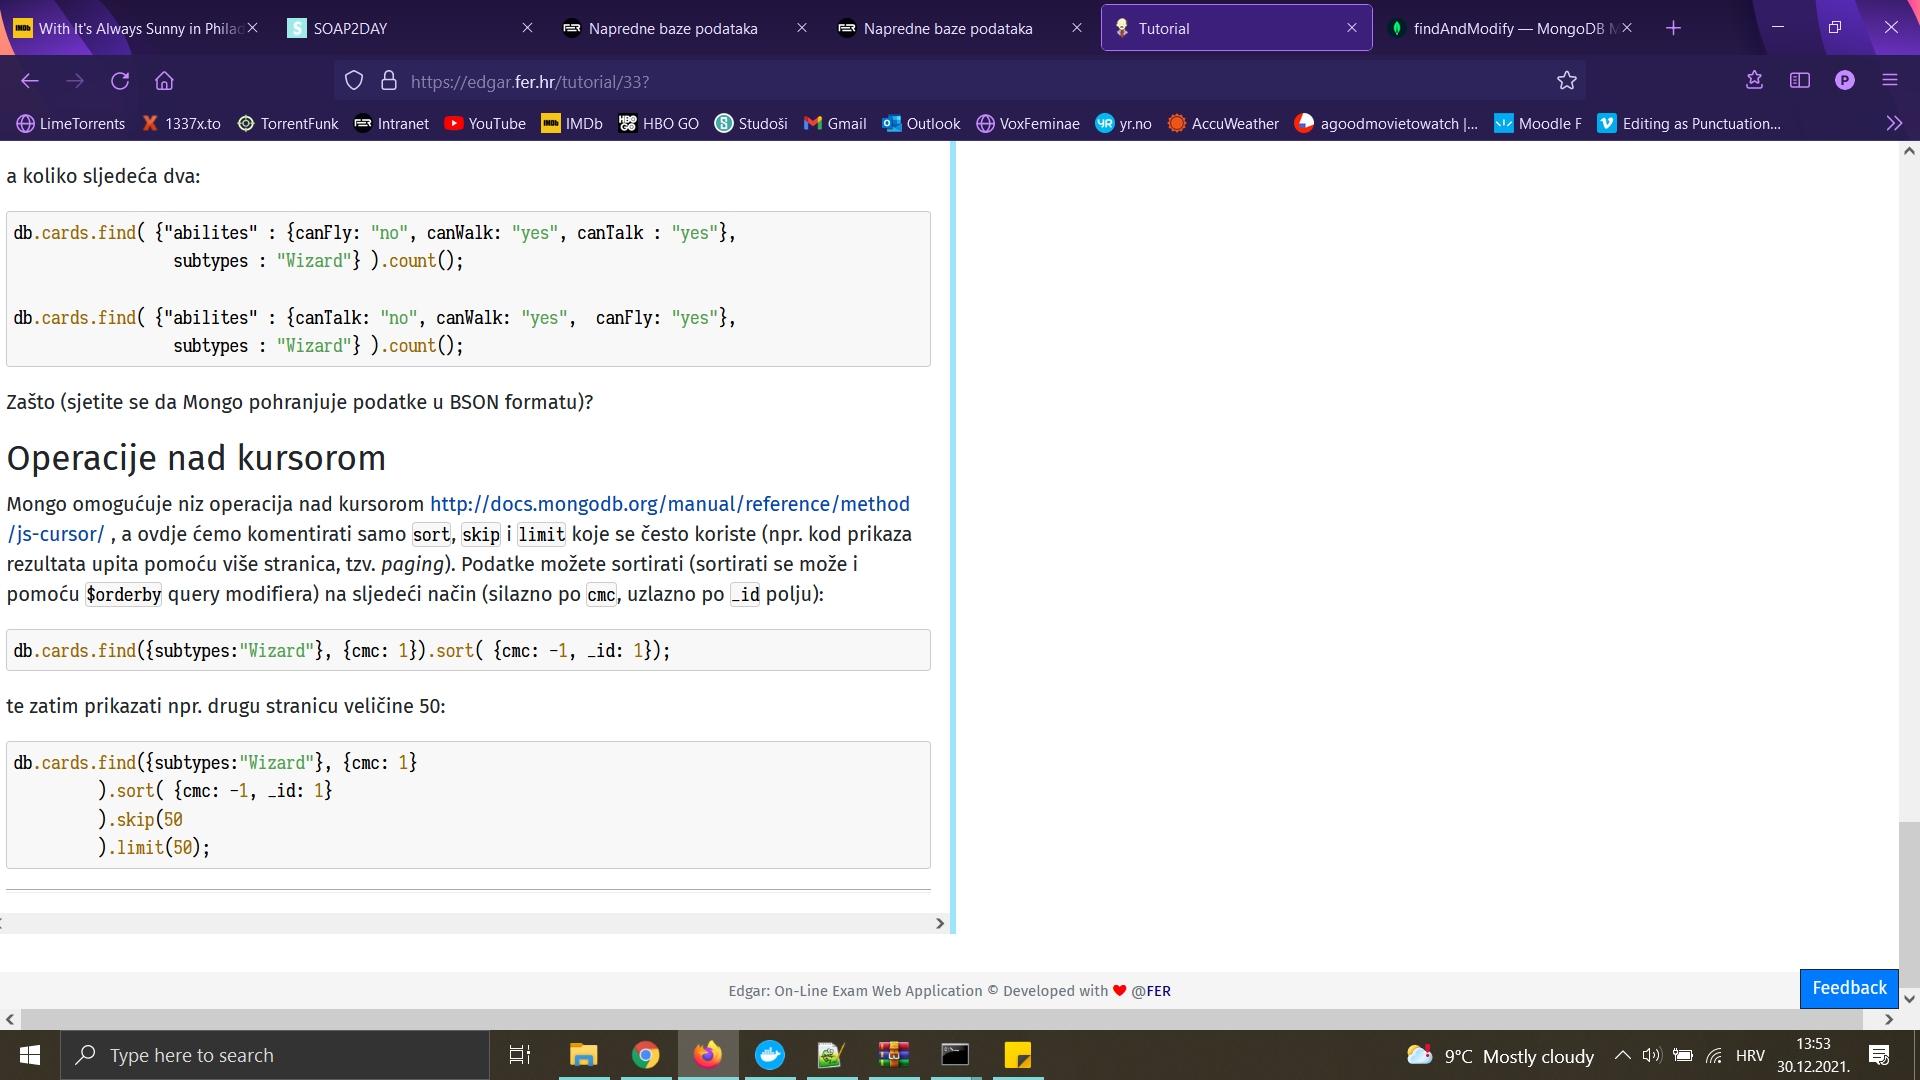 With It's Always Sunny in Philad
SOAP2DAY
Napredne baze podataka
Napredne baze podataka
Tutorial
findAndModify — MongoDB M
https://edgar.fer.hr/tutorial/33?
LimeTorrents
1337x.to
TorrentFunk
Intranet
YouTube
IMDb
HBO GO
Studoši
Gmail
Outlook
VoxFeminae
yr.no
AccuWeather
agoodmovietowatch |...
Moodle F
Editing as Punctuation...
a koliko sljedeća dva:
db.cards.find( {"abilites" : {canFly: "no", canWalk: "yes", canTalk : "yes"},
subtypes : "Wizard"} ).count();
db.cards.find( {"abilites" : {canTalk: "no", canWalk: "yes",  canFly: "yes"},
subtypes : "Wizard"} ).count();
Zašto (sjetite se da Mongo pohranjuje podatke u BSON formatu)?
Operacije nad kursorom
Mongo omogućuje niz operacija nad kursorom http://docs.mongodb.org/manual/reference/method
/js-cursor/ , a ovdje ćemo komentirati samo sort, skip i limit koje se često koriste (npr. kod prikaza
rezultata upita pomoću više stranica, tzv. paging). Podatke možete sortirati (sortirati se može i
pomoću $orderby query modifiera) na sljedeći način (silazno po cmc, uzlazno po _id polju):
db.cards.find({subtypes:"Wizard"}, {cmc: 1}).sort( {cmc: -1, _id: 1});
te zatim prikazati npr. drugu stranicu veličine 50:
db.cards.find({subtypes:"Wizard"}, {cmc: 1}
).sort( {cmc: -1, _id: 1}
).skip(50
).limit(50);
Edgar: On-Line Exam Web Application © Developed with ❤ @FER
Feedback
Type here to search
9°C Mostly cloudy
HRV
13:53
30.12.2021.